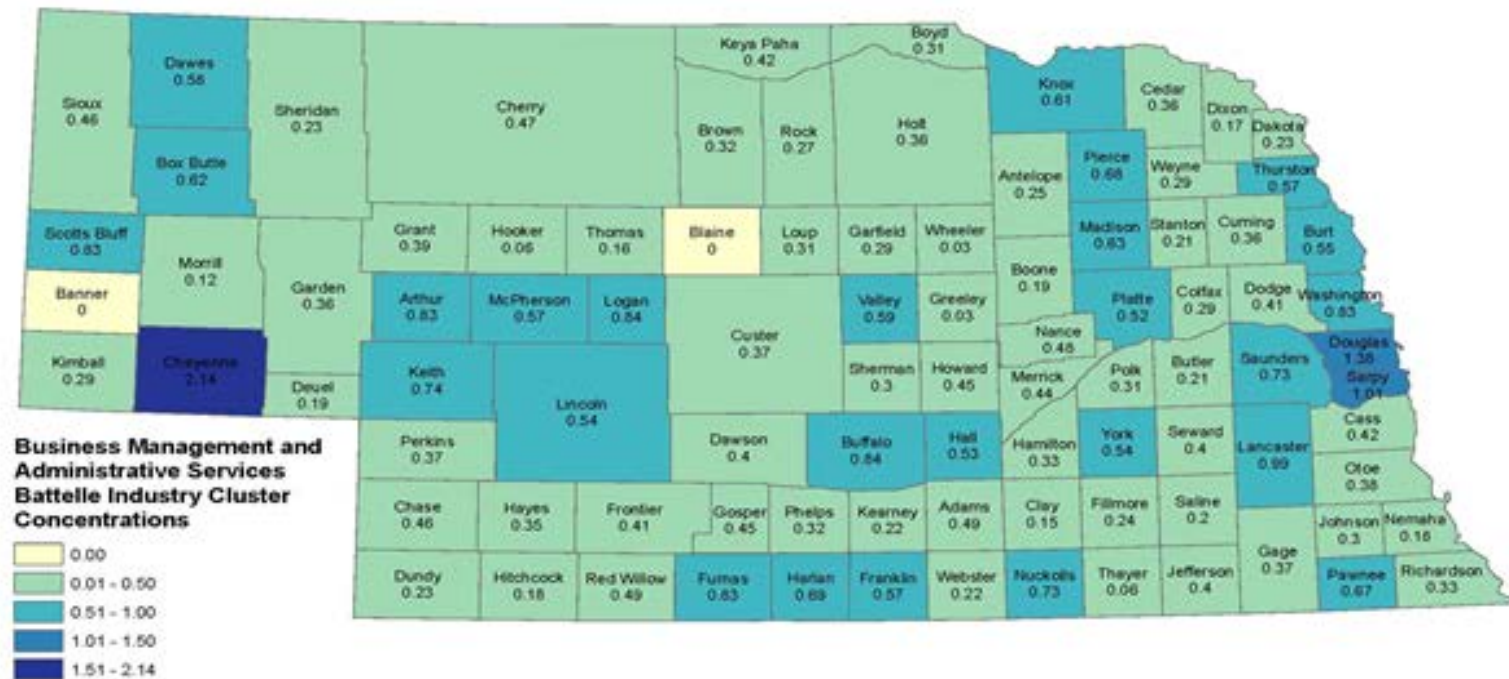 Sioux
0.46
Dawes
0.58
Box Butte
0.62
Sheridan
0.23
Cherry
0.47
Keya Paha
0.42
Boyd
0.31
Brown
0.32
Rock
0.27
Holt
0.36
Knox
0.61
Cedar
0.36
Dixon
0.17
Dakota
0.23
Antelope
0.25
Pierce
0.68
Wayne
0.29
Thurston
0.57
Scotts Bluff
0.83
Banner
0
Kimball
0.29
Morrill
0.12
Cheyenne
2.14
Garden
0.36
Deuel
0.19
Grant
0.39
Hooker
0.06
Thomas
0.16
Blaine
0
Loup
0.31
Garfield
0.29
Wheeler
0.03
Madison
0.63
Stanton
0.21
Cuming
0.36
Burt
0.55
Arthur
0.83
McPherson
0.57
Logan
0.84
Custer
0.37
Valley
0.59
Greeley
0.03
Boone
0.19
Platte
0.52
Colfax
0.29
Dodge
0.41
Washington
0.83
Nance
0.48
Keith
0.74
Lincoln
0.54
Sherman
0.3
Howard
0.45
Merrick
0.44
Polk
0.31
Butler
0.21
Saunders
0.73
Douglas
1.38
Sarpy
1.01
Perkins
0.37
Dawson
0.4
Buffalo
0.84
Hall
0.53
Hamilton
0.33
York
0.54
Seward
0.4
Lancaster
0.99
Cass
0.42
Otoe
0.38
Chase
0.46
Hayes
0.35
Frontier
0.41
Gosper
0.45
Phelps
0.32
Kearney
0.22
Adams
0.49
Clay
0.15
Fillmore
0.24
Saline
0.2
Gage
0.37
Johnson
0.3
Nemaha
0.16
Dundy
0.23
Hitchcock
0.18
Red Willow
0.49
Furnas
0.83
Harlan
0.69
Franklin
0.57
Webster
0.22
Nuckolls
0.73
Thayer
0.06
Jefferson
0.4
Pawnee
0.67
Richardson
0.33
Business Management and
Administrative Services
Battelle Industry Cluster
Concentrations
0.00
0.01 - 0.50
0.51 - 1.00
1.01 - 1.50
1.51 - 2.14